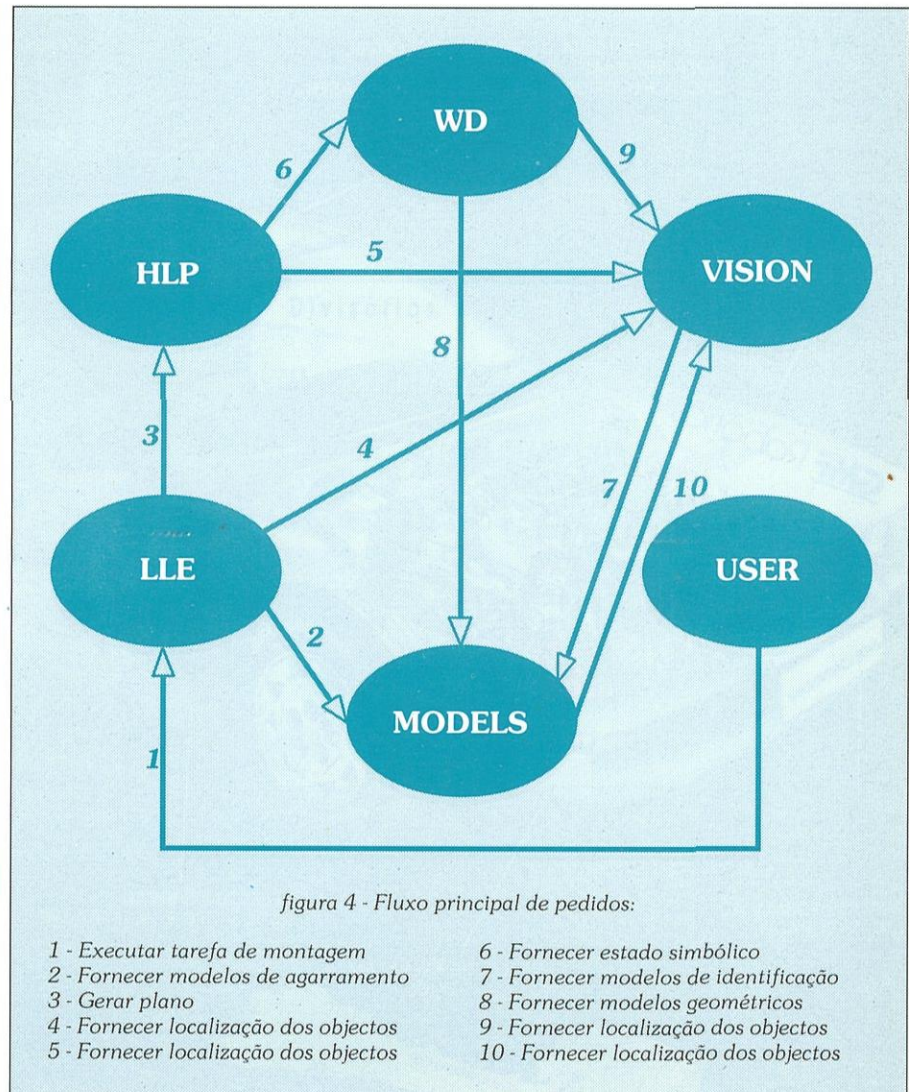 WD
6
9
HLP
5
VISION
8
3
4
7
10
LLE
USER
2
MODELS
1
figura 4 - Fluxo principal de pedidos:
1 - Executar tarefa de montagem
2 - Fornecer modelos de agarramento
3 - Gerar plano
4 - Fornecer localização dos objectos
5 - Fornecer localização dos objectos
6 - Fornecer estado simbólico
7 - Fornecer modelos de identificação
8 - Fornecer modelos geométricos
9 - Fornecer localização dos objectos
10 - Fornecer localização dos objectos